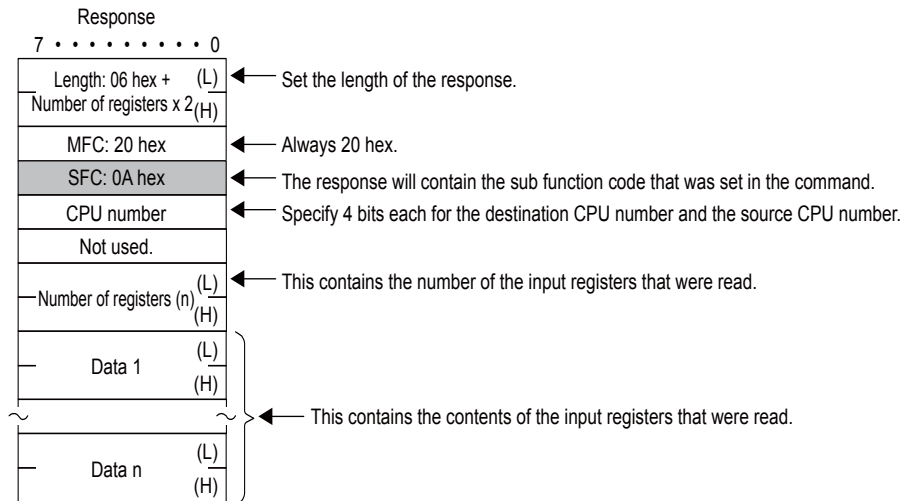 Response
7 • • • • • • • • • 0
Length: 06 hex + (L)
Number of registers x 2 (H)
Set the length of the response.
MFC: 20 hex
Always 20 hex.
SFC: 0A hex
The response will contain the sub function code that was set in the command.
CPU number
Specify 4 bits each for the destination CPU number and the source CPU number.
Not used.
(L)
Number of registers (n)
(H)
This contains the number of the input registers that were read.
(L)
Data 1
(H)
This contains the contents of the input registers that were read.
(L)
Data n
(H)